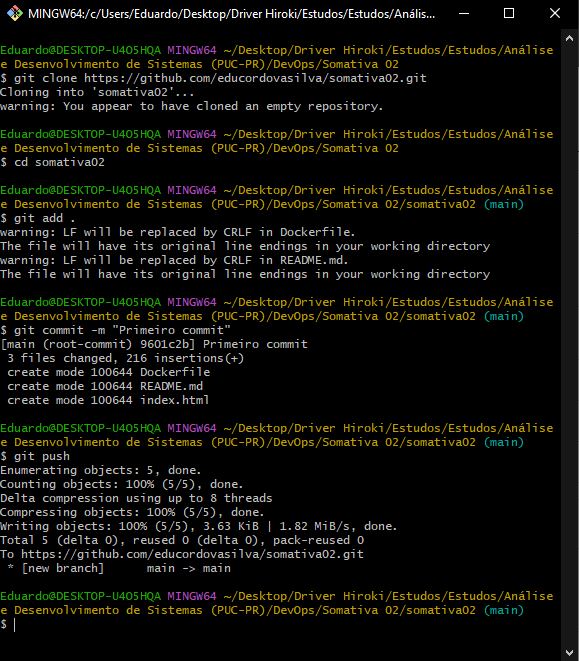 MINGW64:/c/Users/Eduardo/Desktop/Driver Hiroki/Estudos/Estudos/Anális...
Eduardo@DESKTOP-U4O5HQA MINGW64 ~/Desktop/Driver Hiroki/Estudos/Estudos/Análise
e Desenvolvimento de Sistemas (PUC-PR)/DevOps/Somativa 02
$ git clone https://github.com/educordovasilva/somativa02.git
Cloning into 'somativa02'...
warning: You appear to have cloned an empty repository.
Eduardo@DESKTOP-U4O5HQA MINGW64 ~/Desktop/Driver Hiroki/Estudos/Estudos/Análise
e Desenvolvimento de Sistemas (PUC-PR)/DevOps/Somativa 02
$ cd somativa02
Eduardo@DESKTOP-U4O5HQA MINGW64 ~/Desktop/Driver Hiroki/Estudos/Estudos/Análise
e Desenvolvimento de Sistemas (PUC-PR)/DevOps/Somativa 02/somativa02 (main)
$ git add .
warning: LF will be replaced by CRLF in Dockerfile.
The file will have its original line endings in your working directory
warning: LF will be replaced by CRLF in README.md.
The file will have its original line endings in your working directory
Eduardo@DESKTOP-U4O5HQA MINGW64 ~/Desktop/Driver Hiroki/Estudos/Estudos/Análise
e Desenvolvimento de Sistemas (PUC-PR)/DevOps/Somativa 02/somativa02 (main)
$ git commit -m "Primeiro commit"
[main (root-commit) 9601c2b] Primeiro commit
3 files changed, 216 insertions(+)
create mode 100644 Dockerfile
create mode 100644 README.md
create mode 100644 index.html
Eduardo@DESKTOP-U4O5HQA MINGW64 ~/Desktop/Driver Hiroki/Estudos/Estudos/Análise
e Desenvolvimento de Sistemas (PUC-PR)/DevOps/Somativa 02/somativa02 (main)
$ git push
Enumerating objects: 5, done.
Counting objects: 100% (5/5), done.
Delta compression using up to 8 threads
Compressing objects: 100% (5/5), done.
Writing objects: 100% (5/5), 3.63 KiB | 1.82 MiB/s, done.
Total 5 (delta 0), reused 0 (delta 0), pack-reused 0
To https://github.com/educordovasilva/somativa02.git
* [new branch] main -> main
Eduardo@DESKTOP-U4O5HQA MINGW64 ~/Desktop/Driver Hiroki/Estudos/Estudos/Análise
e Desenvolvimento de Sistemas (PUC-PR)/DevOps/Somativa 02/somativa02 (main)
$